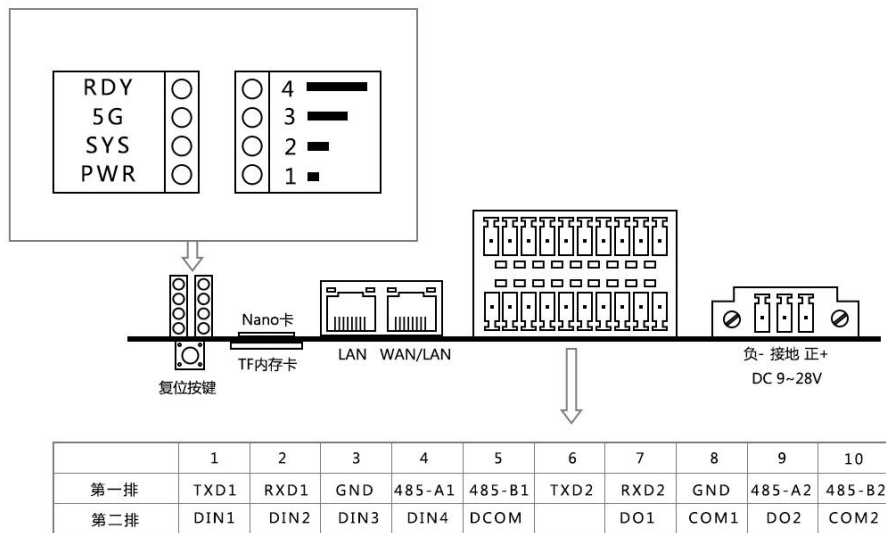 RDY
5G
SYS
PWR
4
3
2
1
Nano卡
TF内存卡
复位按键
LAN WAN/LAN
负- 接地 正+
DC 9~28V
1 2 3 4 5 6 7 8 9 10
第一排 TXD1 RXD1 GND 485-A1 485-B1 TXD2 RXD2 GND 485-A2 485-B2
第二排 DIN1 DIN2 DIN3 DIN4 DCOM DO1 COM1 DO2 COM2